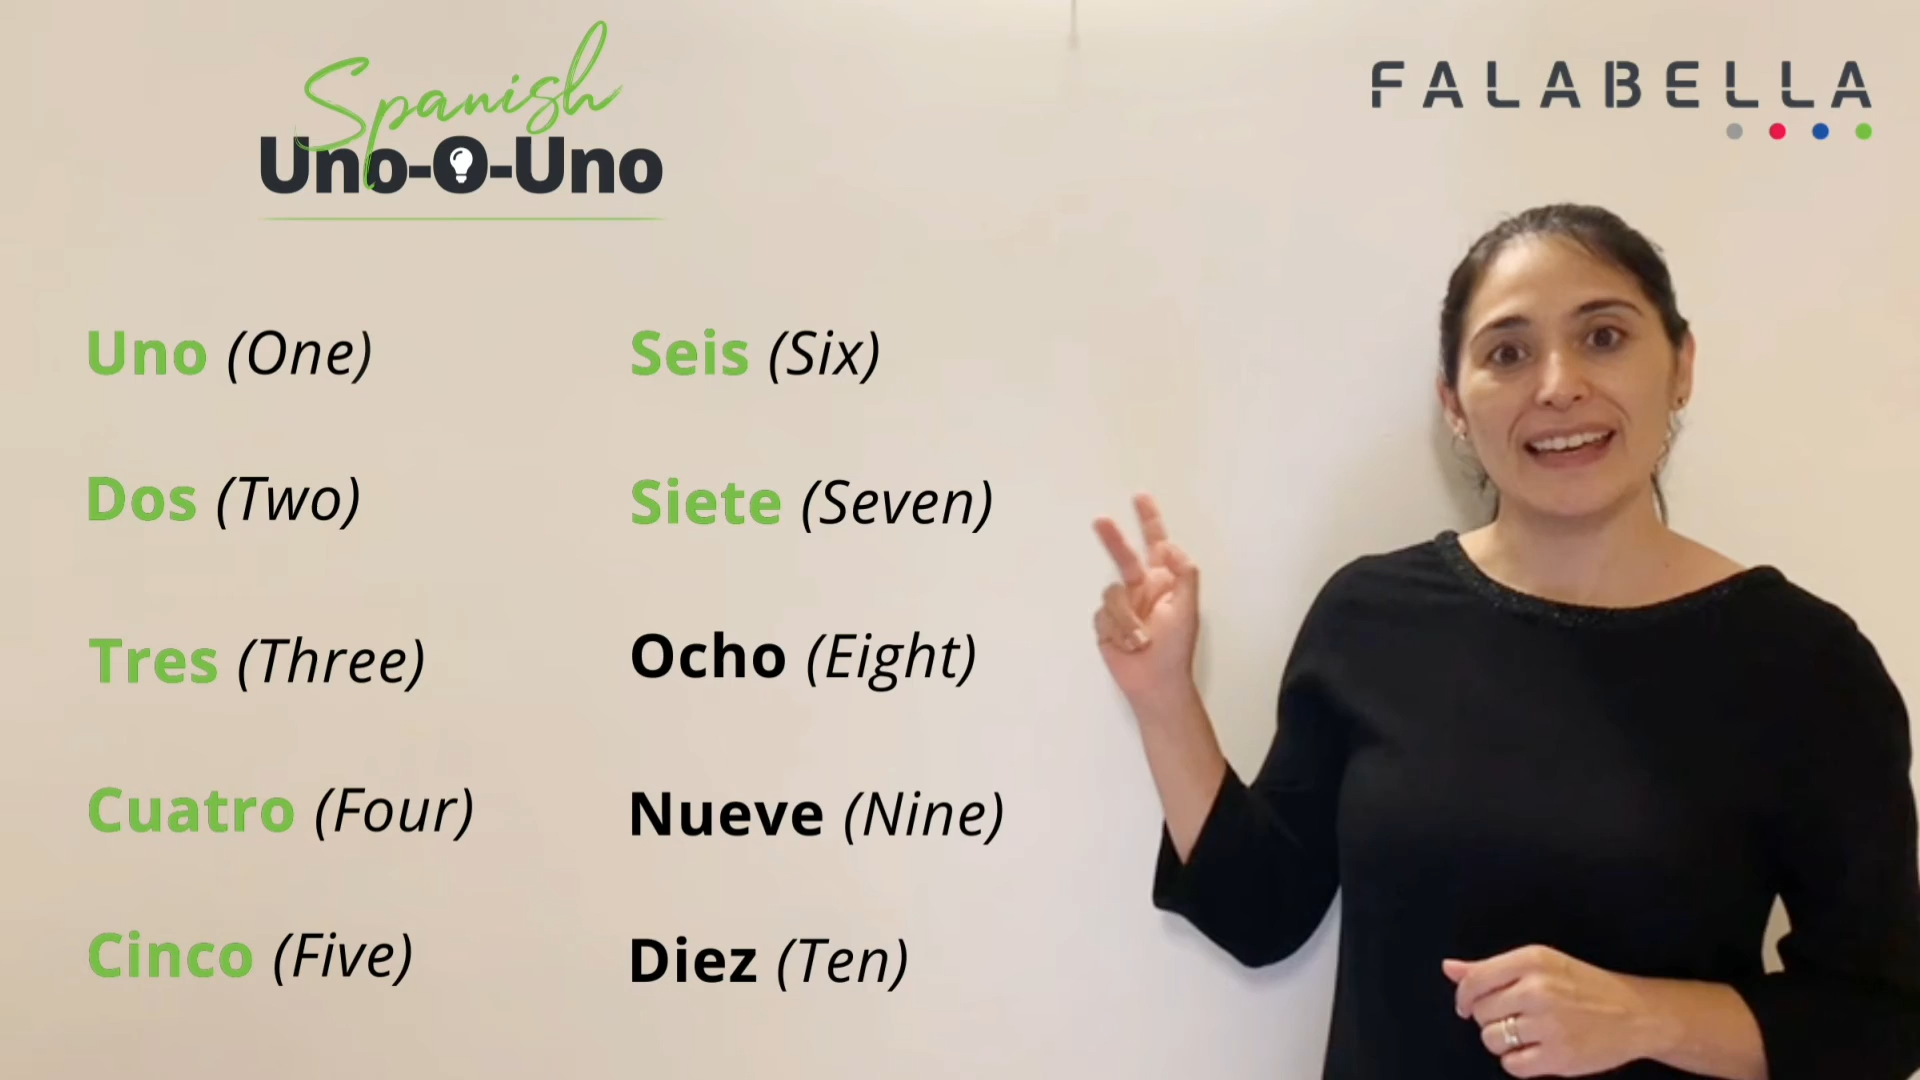 Spanish
Uno-O-Uno
FALABELLA
Uno (One)
Dos (Two)
Tres (Three)
Cuatro (Four)
Cinco (Five)
Seis (Six)
Siete (Seven)
Ocho (Eight)
Nueve (Nine)
Diez (Ten)